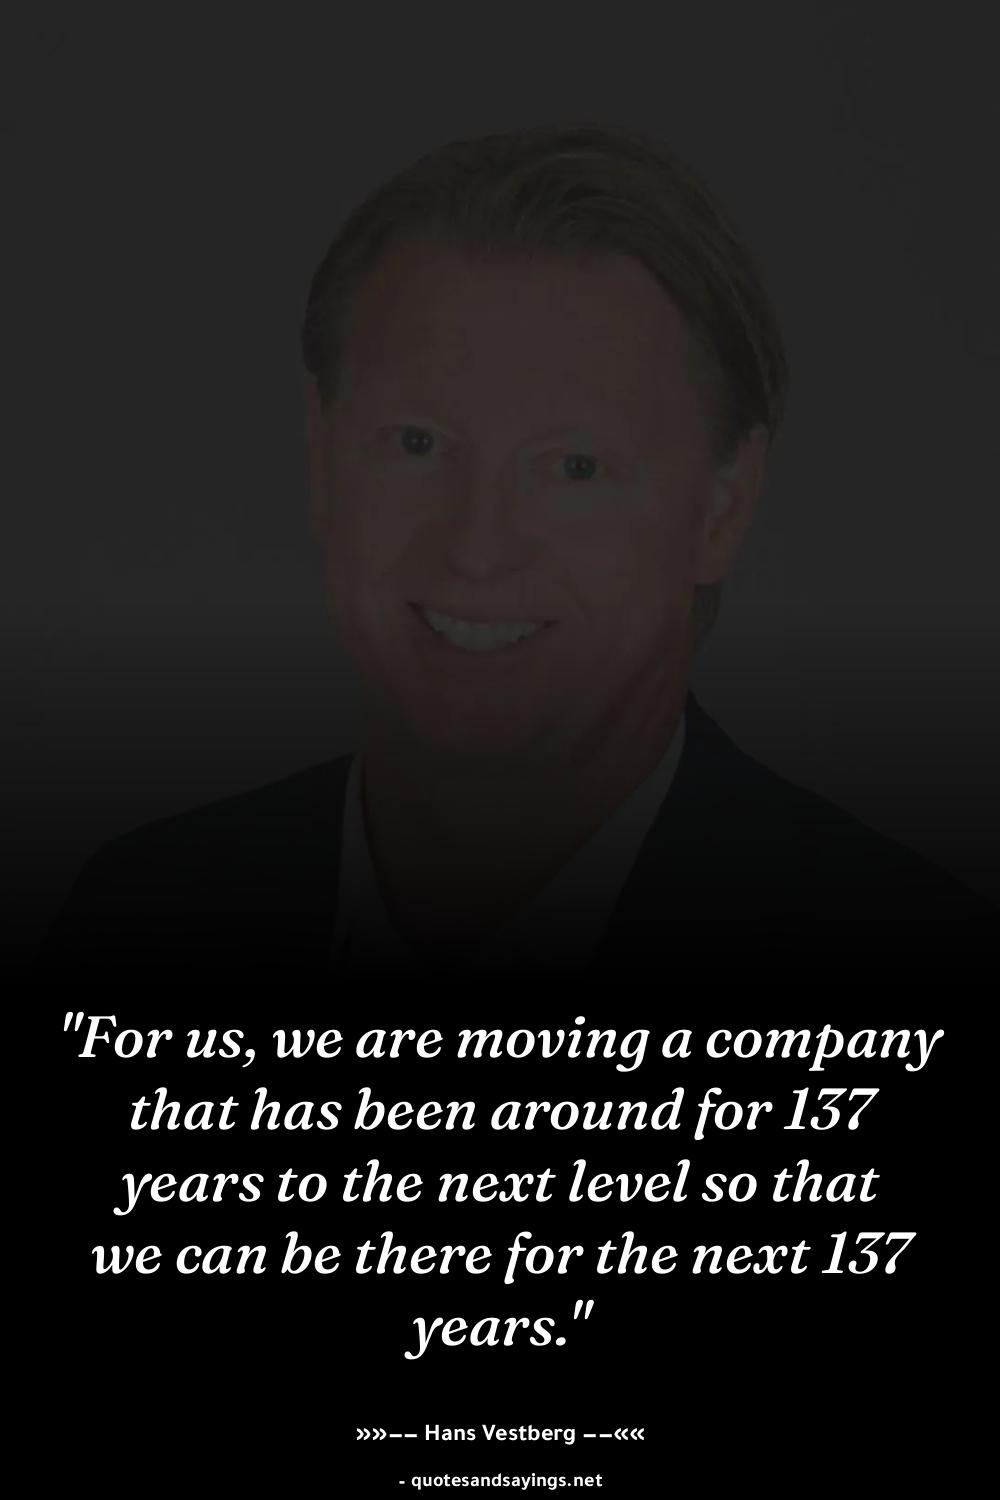 "For us, we are moving a company
that has been around for 137
years to the next level so that
we can be there for the next 137
years."
»»−− Hans Vestberg −−««
- quotesandsayings.net